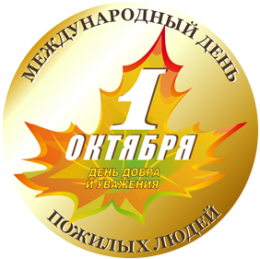 МЕЖДУНАРОДНЫЙ ДЕНЬ
1
ОКТЯБРЯ
ДЕНЬ ДОБРА
И УВАЖЕНИЯ
ПОЖИЛЫХ ЛЮДЕЙ